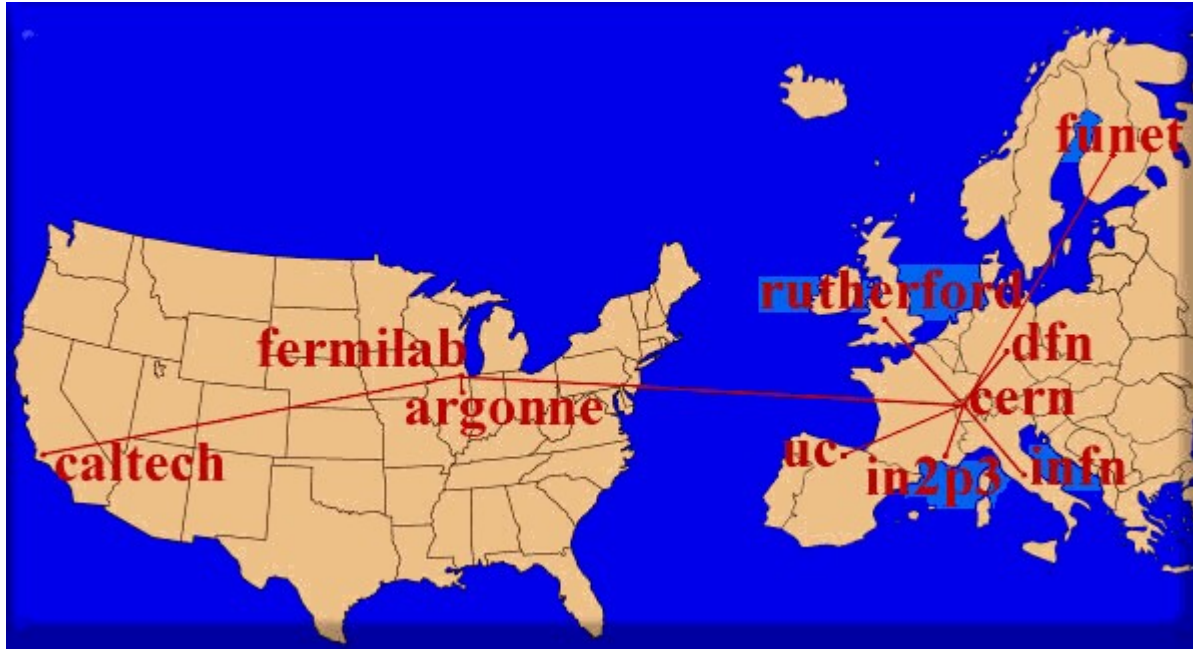 funet
rutherford
fermilab
dfn
argonne
cern
caltech
uc
in2p3
infn